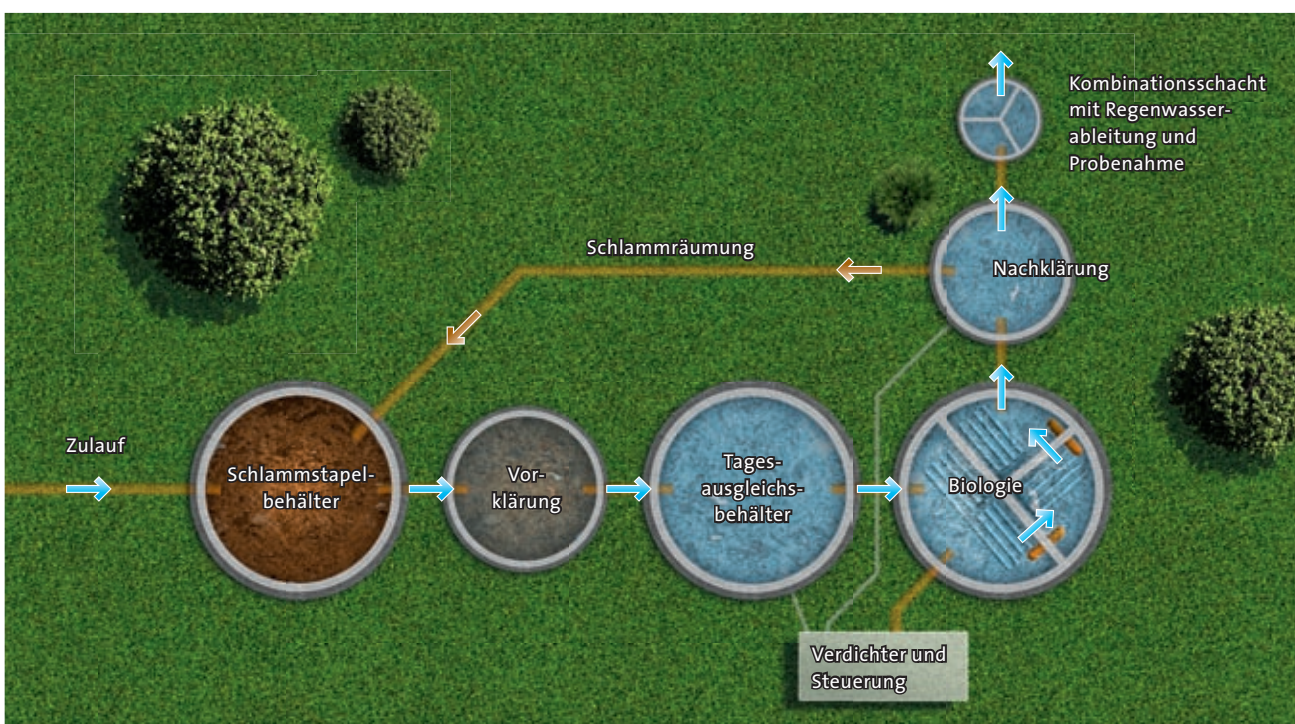 Kombinationsschacht
mit Regenwasser-
ableitung und
Probenahme
Schlammräumung
Nachklärung
Zulauf
Schlammstapel-
behälter
Vor-
klärung
Tages-
ausgleichs-
behälter
Biologie
Verdichter und
Steuerung